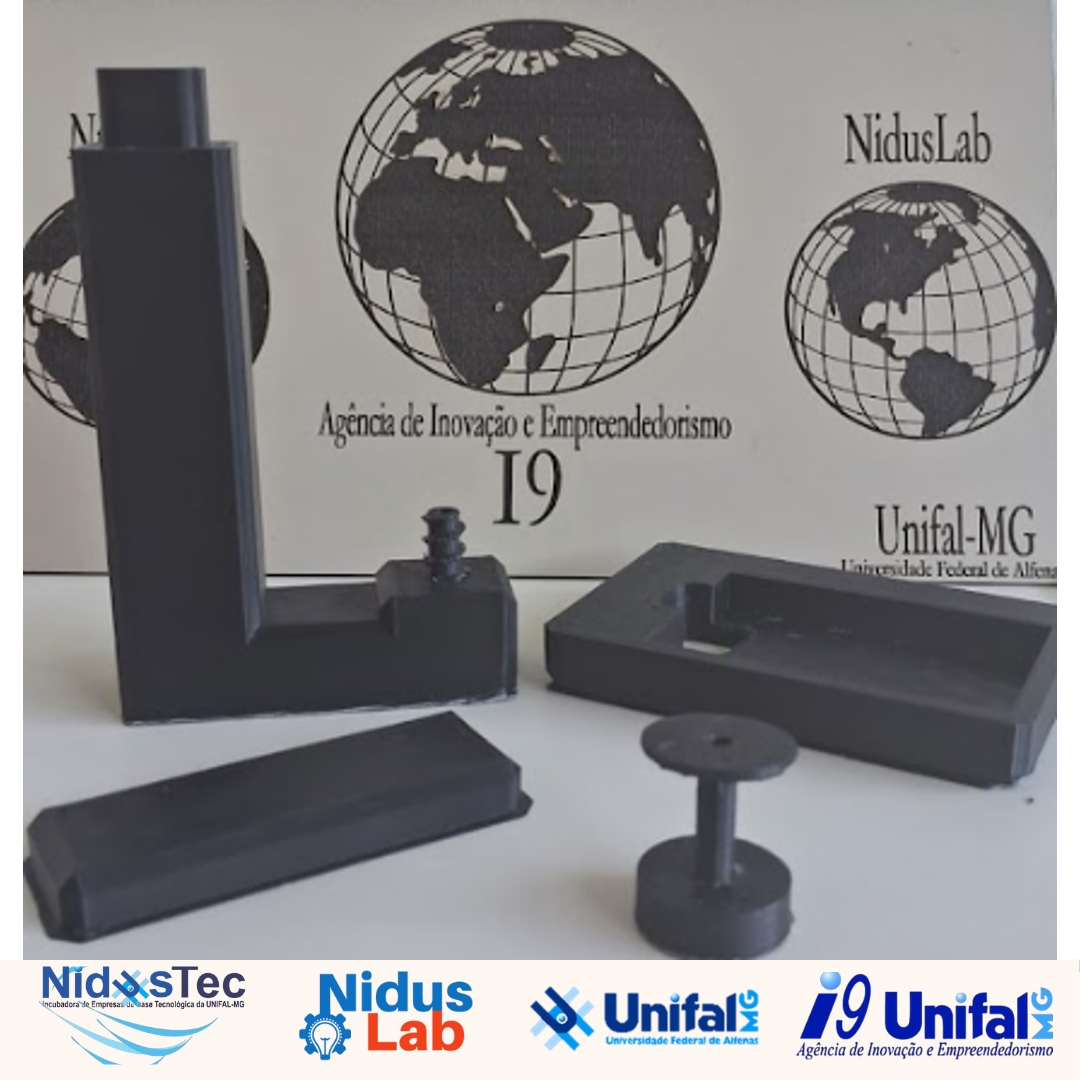 NidusLab
Agência de Inovação e Empreendedorismo
I9
Unifal-MG
Universidade Federal de Alfena
NidusTec
Incubadora de Empresas de Base Tecnológica da UNIFAL-MG
Nidus
Lab
Unifal MG
Universidade Federal de Alfenas
i9 Unifal MG
Agência de Inovação e Empreendedorismo